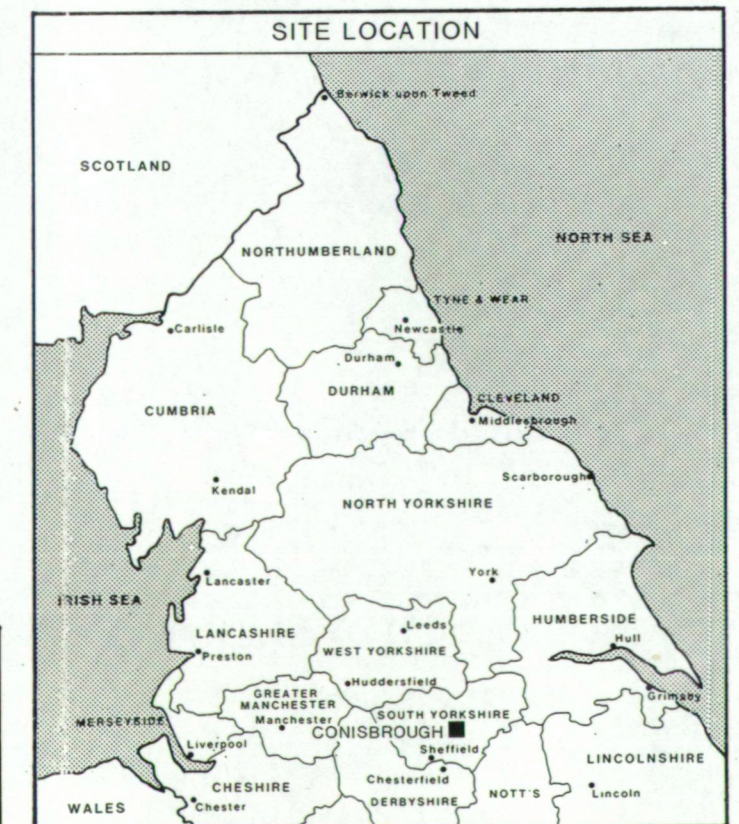 SITE LOCATION
Berwick upon Tweed
SCOTLAND
NORTH SEA
NORTHUMBERLAND
TYNE & WEAR
Carlisle
Newcastle
Durham
DURHAM
CLEVELAND
CUMBRIA
Middlesbrough
Scarborough
Kendal
NORTH YORKSHIRE
York
Lancaster
IRISH SEA
HUMBERSIDE
Leeds
LANCASHIRE
Hull
WEST YORKSHIRE
Preston
Huddersfield
Grimsby
GREATER
MANCHESTER
SOUTH YORKSHIRE
MERSEYSIDE
Manchester
CONISBROUGH
Liverpool
Sheffield
LINCOLNSHIRE
Chesterfield
CHESHIRE
NOTT'S
Lincoln
DERBYSHIRE
WALES
Chester